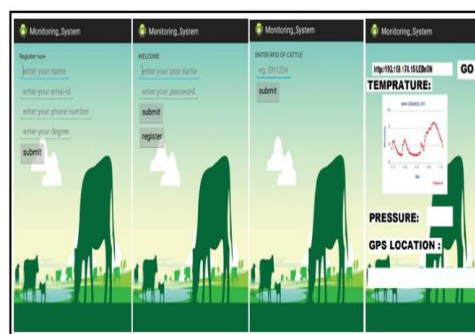 Monitoring_System
Register now
enter your name
enter your emai-id
enter your phone number
enter your degree
submit
Monitoring_System
WELCOME
enter your user name
enter your password
submit
register
Monitoring_System
ENTER RFID OF CATTLE
eg. EN1234
submit
Monitoring_System
GO
TEMPRATURE:
PRESSURE:
GPS LOCATION :